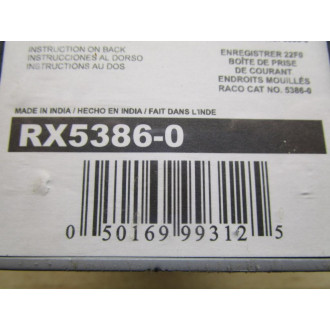 INSTRUCTION ON BACK
INSTRUCCIONES AL DORSO
INSTRUCTIONS AU DOS
ENREGISTRER 22F0
BOÎTE DE PRISE
DE COURANT
ENDROITS MOUILLÉS
RACO CAT NO. 5386-0
MADE IN INDIA / HECHO EN INDIA / FAIT DANS L'INDE
RX5386-0
0 50169 99312 5